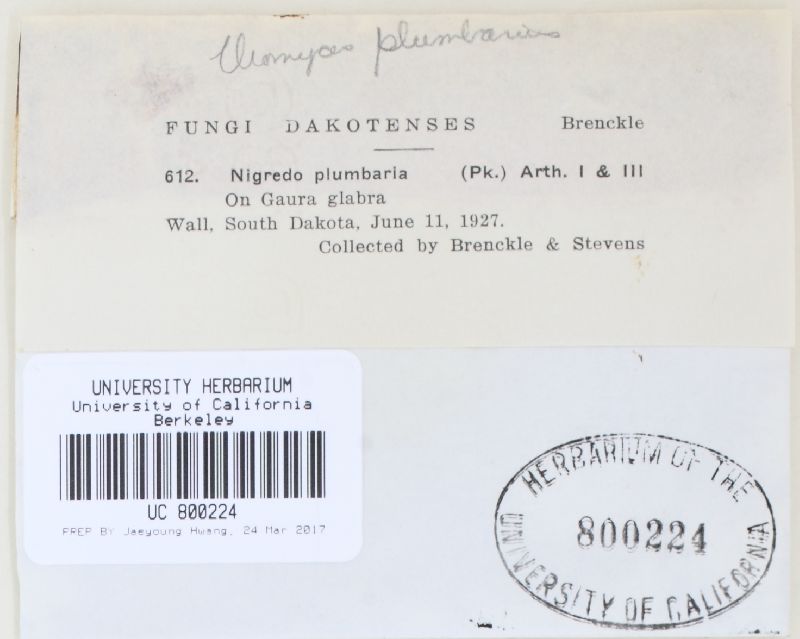 Uromyces plumbarius
FUNGI DAKOTENSES Brenckle
612. Nigredo plumbaria (Pk.) Arth. I & III
On Gaura glabra
Wall, South Dakota, June 11, 1927.
Collected by Brenckle & Stevens
UNIVERSITY HERBARIUM
University of California
Berkeley
UC 800224
PREP BY Jaeyoung Hwang, 24 Mar 2017
HERBARIUM OF THE
800224
UNIVERSITY OF CALIFORNIA